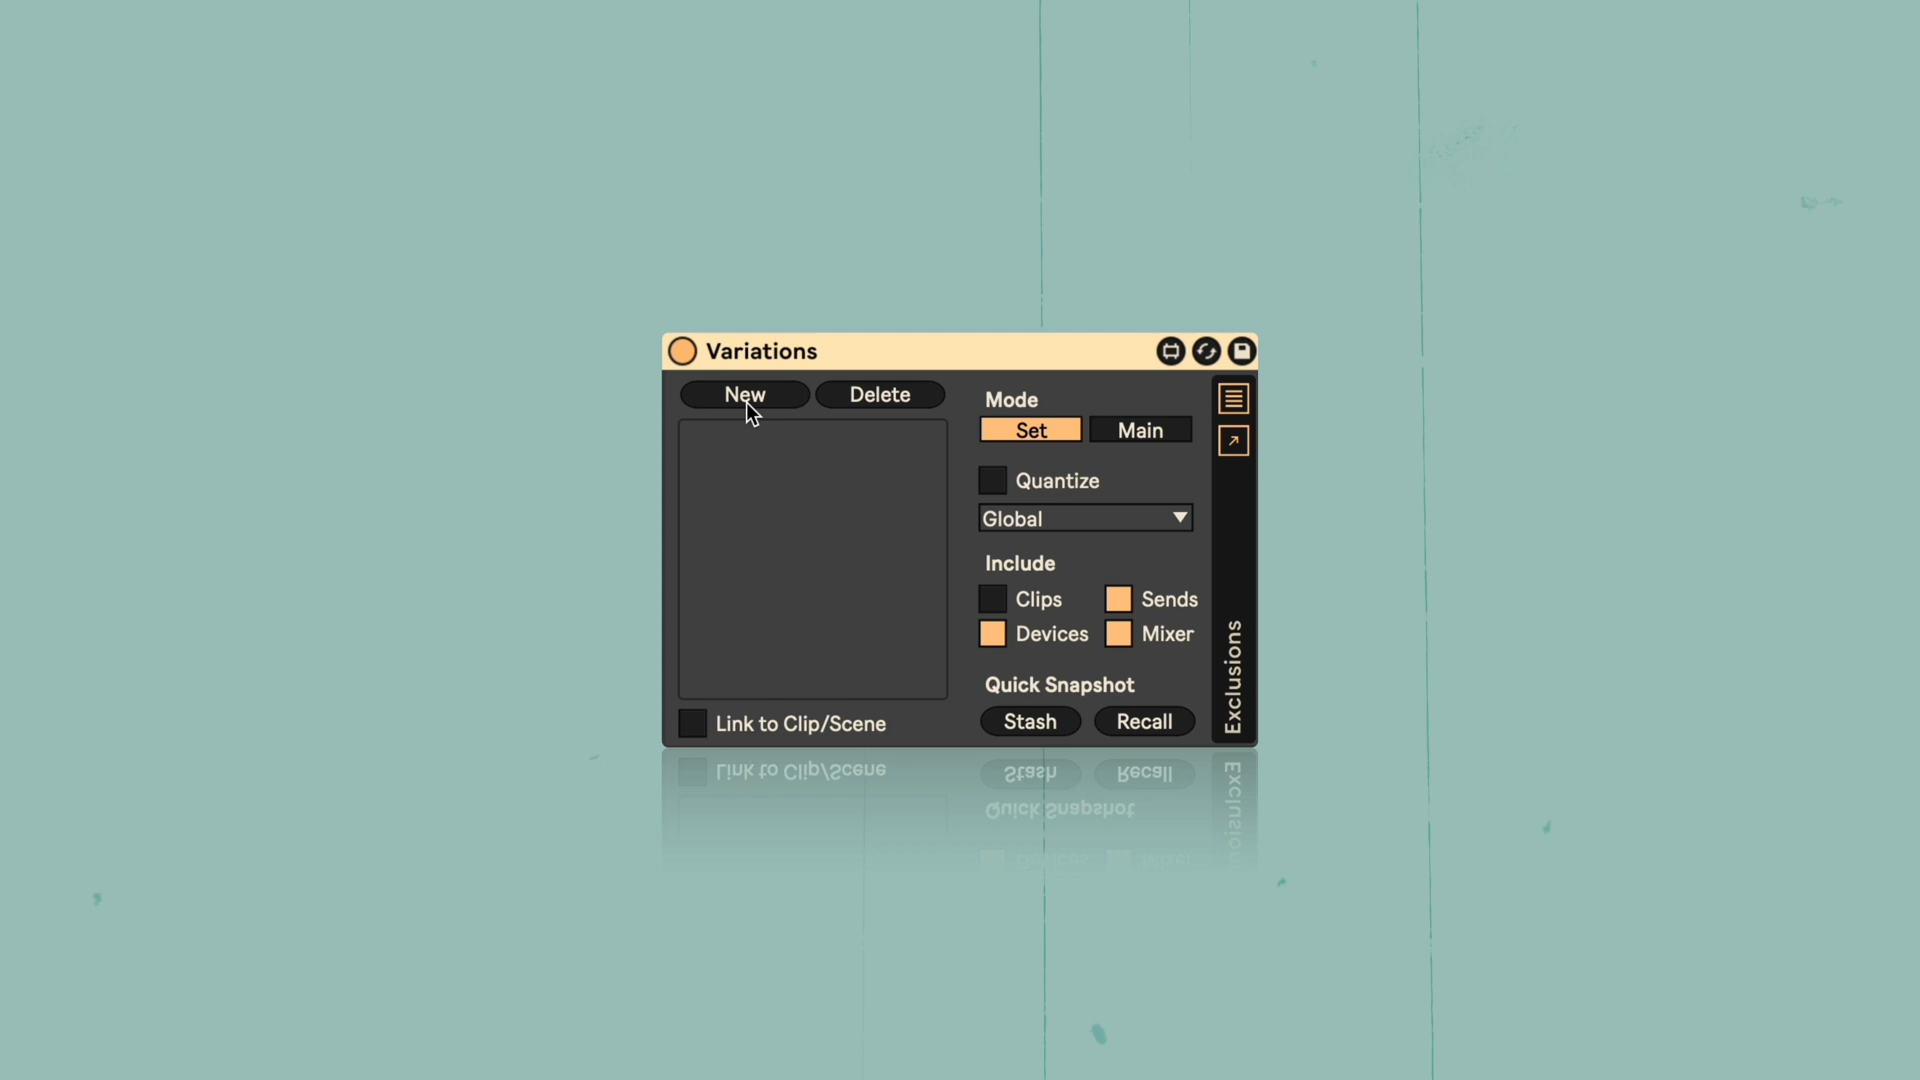 Variations
New Delete
Mode
Set Main
Quantize
Global
Include
Clips Sends
Devices Mixer
Quick Snapshot
Stash Recall
Link to Clip/Scene
Exclusions